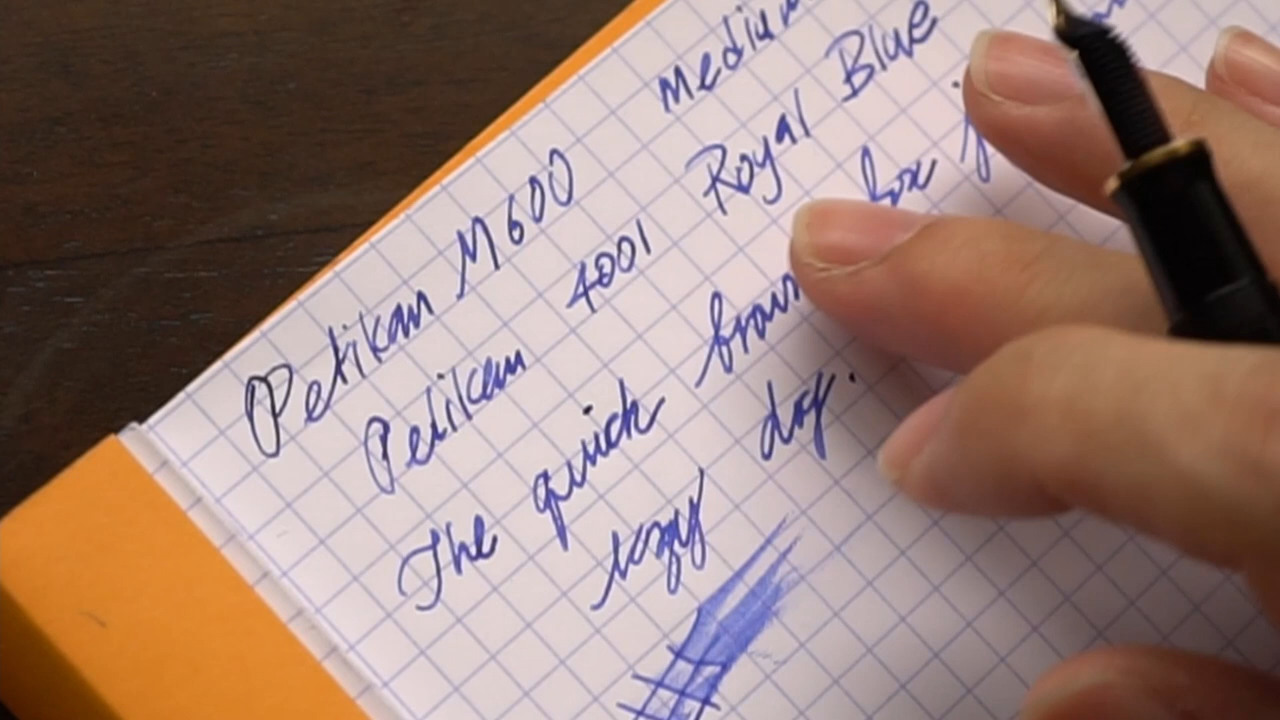 Pelikan M600 Medium
Pelikan 4001 Royal Blue
The quick brown fox
lazy dog.